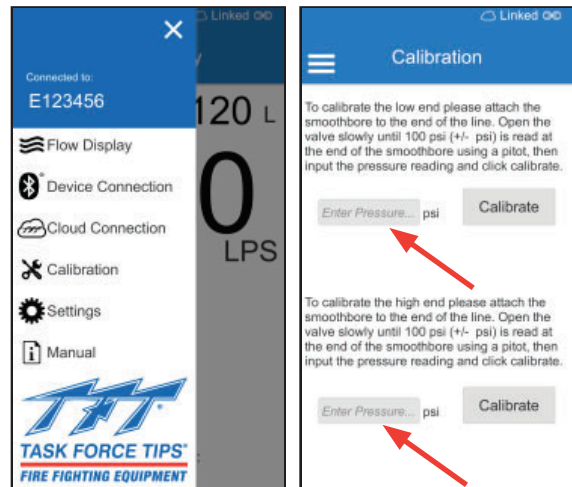 Linked
Connected to:
E123456
y
120 L
0
LPS
Flow Display
Device Connection
Cloud Connection
Calibration
Settings
i Manual
TFT
TASK FORCE TIPS®
FIRE FIGHTING EQUIPMENT
Linked
Calibration
To calibrate the low end please attach the
smoothbore to the end of the line. Open the
valve slowly until 100 psi (+/- psi) is read at
the end of the smoothbore using a pitot, then
input the pressure reading and click calibrate.
Enter Pressure... psi Calibrate
To calibrate the high end please attach the
smoothbore to the end of the line. Open the
valve slowly until 100 psi (+/- psi) is read at
the end of the smoothbore using a pitot, then
input the pressure reading and click calibrate.
Enter Pressure... psi Calibrate